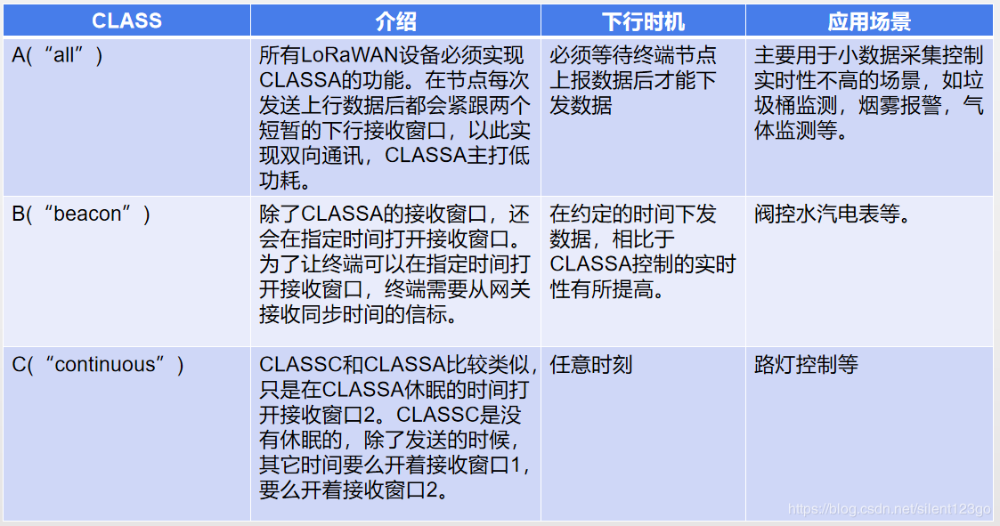 CLASS
介绍
下行时机
应用场景
A(“all”)
所有LoRaWAN设备必须实现
CLASSA的功能。在节点每次
发送上行数据后都会紧跟两个
短暂的下行接收窗口，以此实
现双向通讯，CLASSA主打低
功耗。
必须等待终端节点
上报数据后才能下
发数据
主要用于小数据采集控制
实时性不高的场景，如垃
圾桶监测，烟雾报警，气
体监测等。
B(“beacon”)
除了CLASSA的接收窗口，还
会在指定时间打开接收窗口。
为了让终端可以在指定时间打
开接收窗口，终端需要从网关
接收同步时间的信标。
在约定的时间下发
数据，相比于
CLASSA控制的实时
性有所提高。
阀控水汽电表等。
C(“continuous”)
CLASSC和CLASSA比较类似，
只是在CLASSA休眠的时间打
开接收窗口2。CLASSC是没
有休眠的，除了发送的时候，
其它时间要么开着接收窗口1，
要么开着接收窗口2。
任意时刻
路灯控制等
https://blog.csdn.net/silent123go